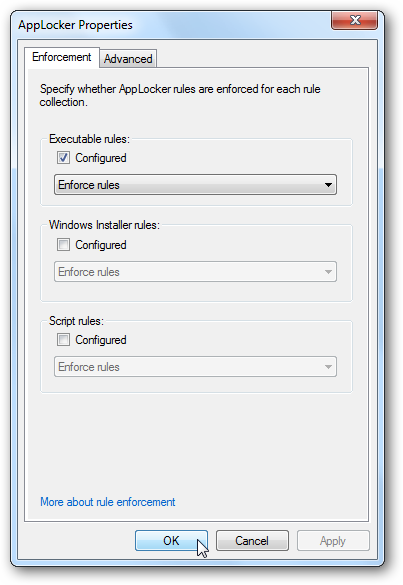 AppLocker Properties
Enforcement Advanced
Specify whether AppLocker rules are enforced for each rule
collection.
Executable rules:
Configured
Enforce rules
Windows Installer rules:
Configured
Enforce rules
Script rules:
Configured
Enforce rules
More about rule enforcement
OK Cancel Apply